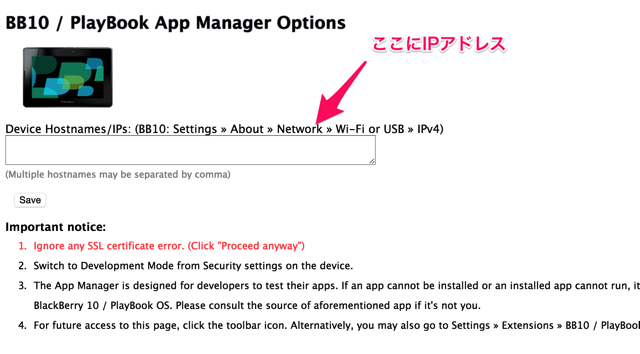 BB10 / PlayBook App Manager Options
ここにIPアドレス
Device Hostnames/IPs: (BB10: Settings » About » Network » Wi-Fi or USB » IPv4)
(Multiple hostnames may be separated by comma)
Save
Important notice:
1. Ignore any SSL certificate error. (Click "Proceed anyway")
2. Switch to Development Mode from Security settings on the device.
3. The App Manager is designed for developers to test their apps. If an app cannot be installed or an installed app cannot run, it
BlackBerry 10 / PlayBook OS. Please consult the source of aforementioned app if it's not you.
4. For future access to this page, click the toolbar icon. Alternatively, you may also go to Settings » Extensions » BB10 / PlayBoo